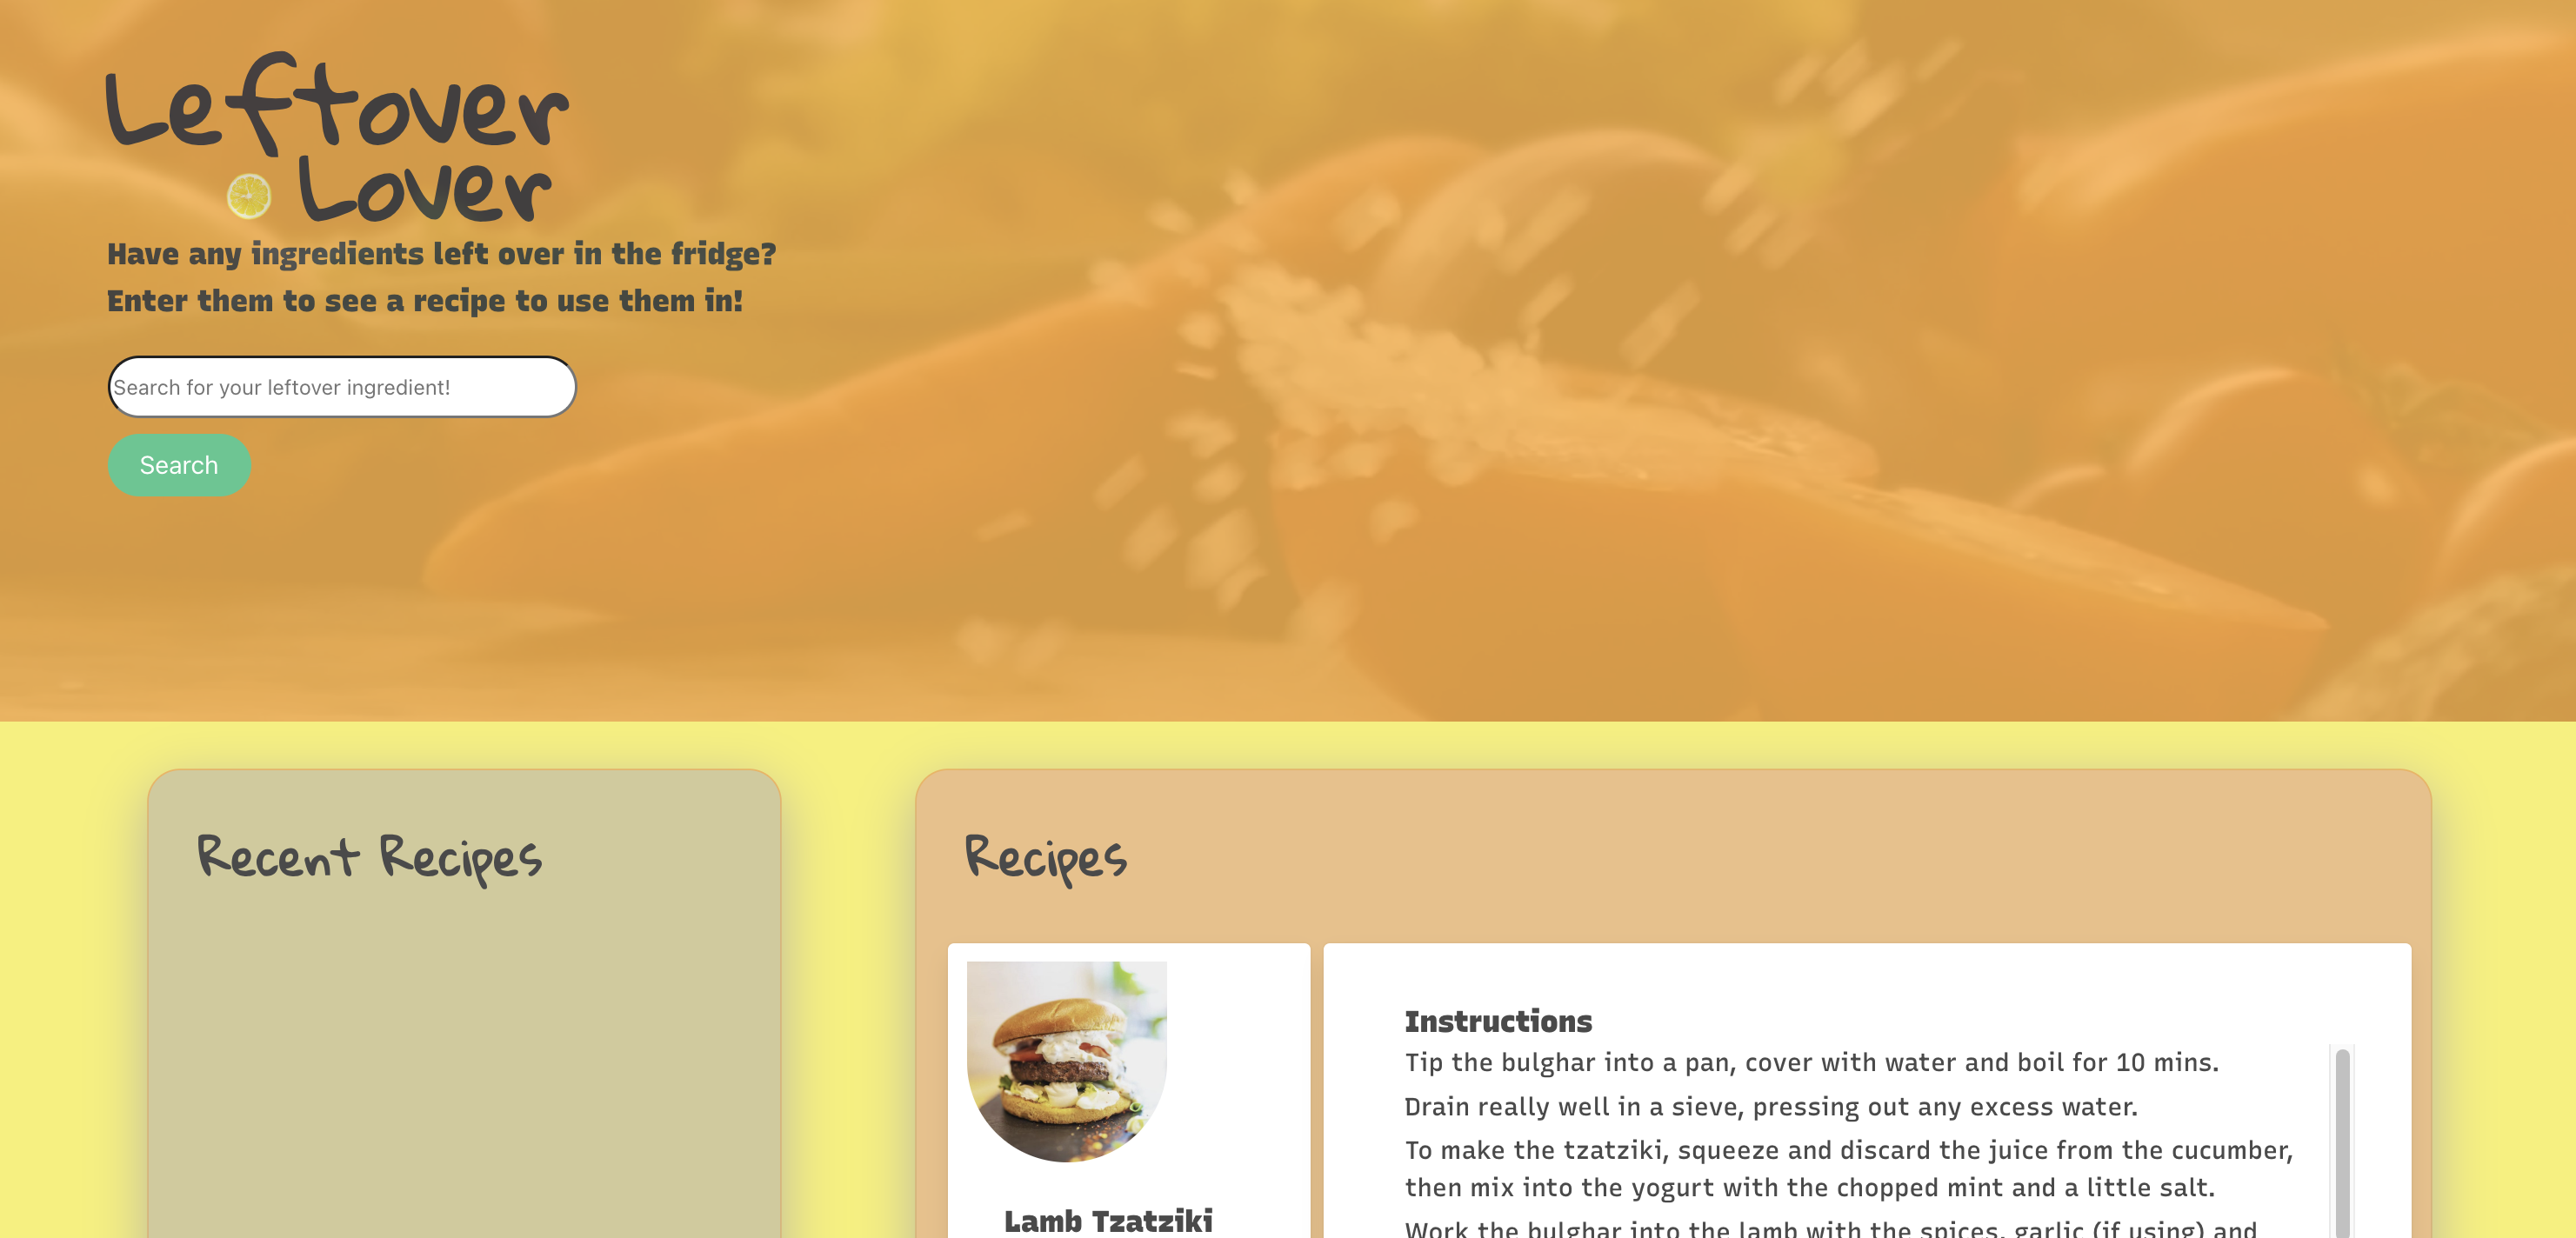 Leftover
Lover
Have any ingredients left over in the fridge?
Enter them to see a recipe to use them in!
Search for your leftover ingredient!
Search
Recent Recipes
Recipes
Lamb Tzatziki
Instructions
Tip the bulghar into a pan, cover with water and boil for 10 mins.
Drain really well in a sieve, pressing out any excess water.
To make the tzatziki, squeeze and discard the juice from the cucumber,
then mix into the yogurt with the chopped mint and a little salt.
Work the bulghar into the lamb with the spices, garlic (if using) and